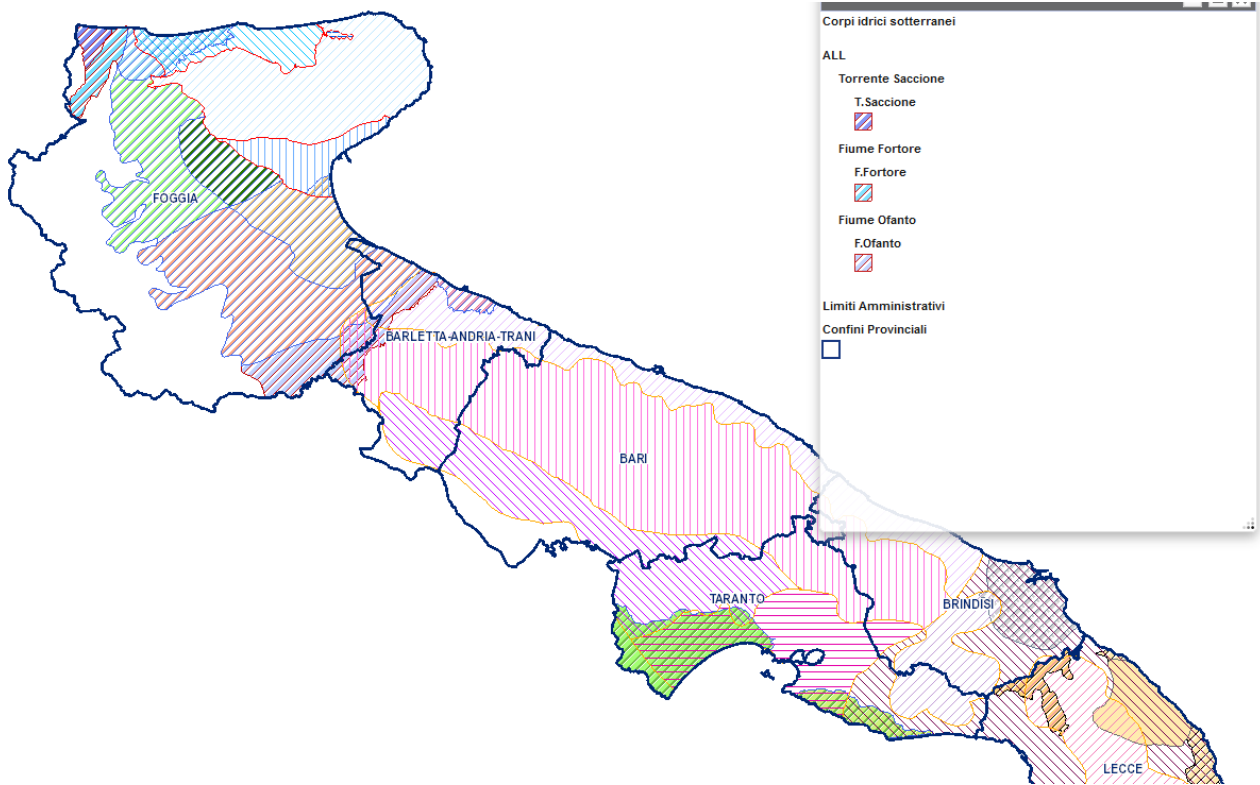 Corpi idrici sotterranei
ALL
Torrente Saccione
T.Saccione
Fiume Fortore
F.Fortore
Fiume Ofanto
F.Ofanto
Limiti Amministrativi
Confini Provinciali
FOGGIA
BARLETTA-ANDRIA-TRANI
BARI
TARANTO
BRINDISI
LECCE